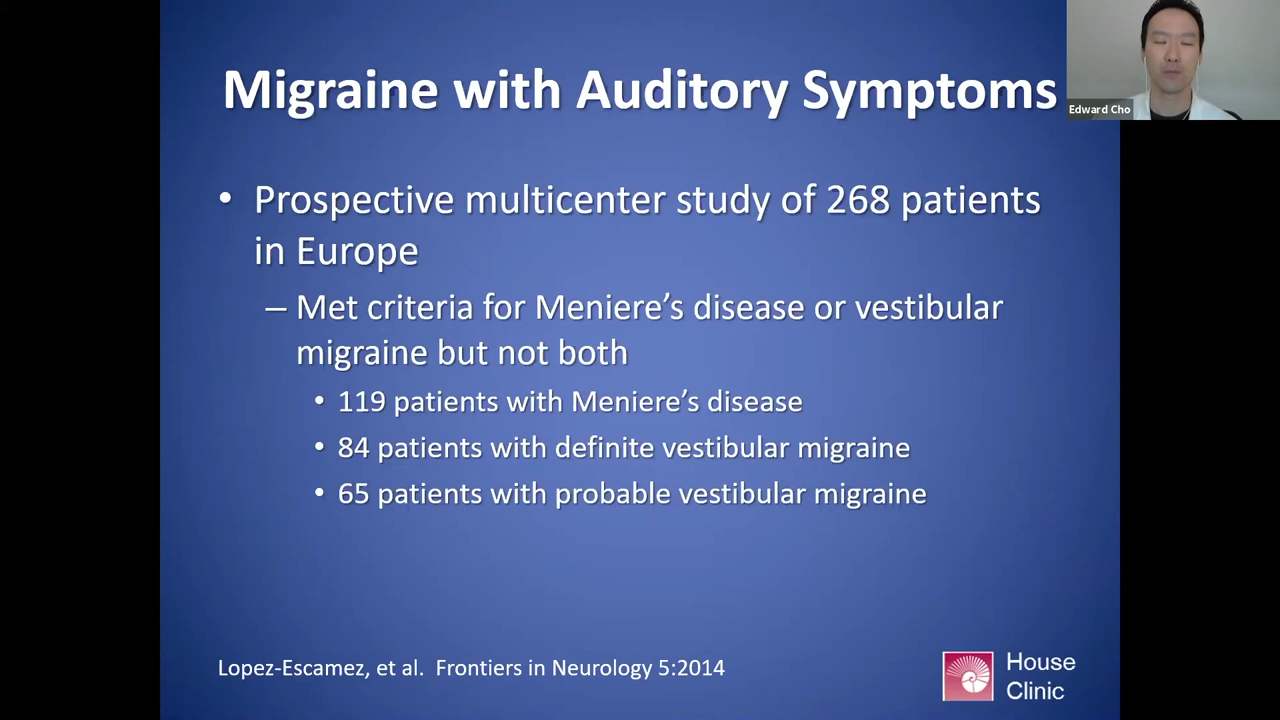 Migraine with Auditory Symptoms
Edward Cho
• Prospective multicenter study of 268 patients
in Europe
– Met criteria for Meniere’s disease or vestibular
migraine but not both
• 119 patients with Meniere’s disease
• 84 patients with definite vestibular migraine
• 65 patients with probable vestibular migraine
Lopez-Escamez, et al.  Frontiers in Neurology 5:2014
House
Clinic